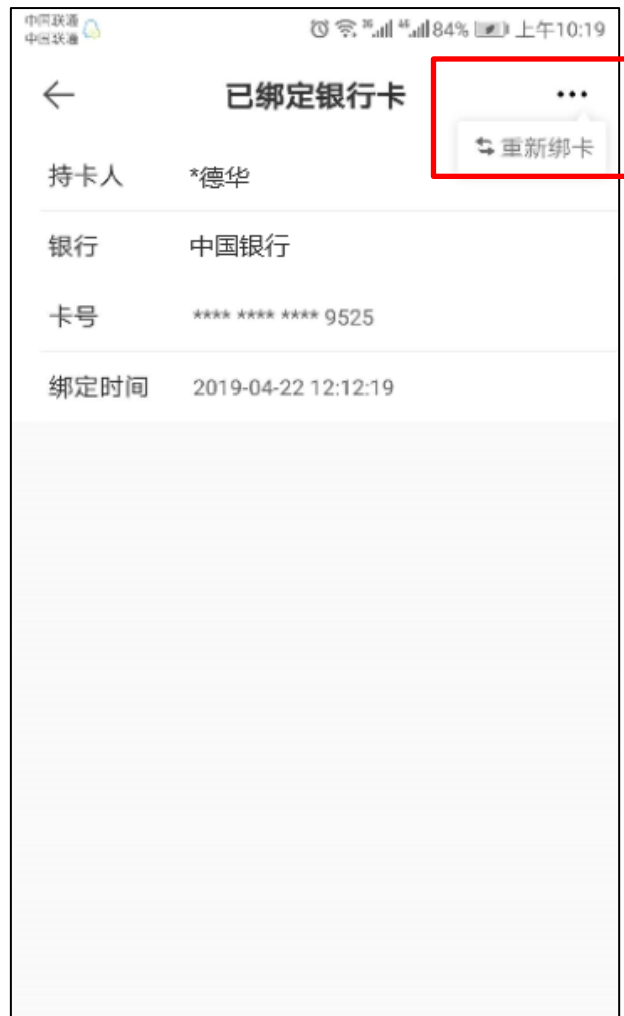 中国联通
中国联通
36 46 84% 上午10:19
已绑定银行卡
重新绑卡
持卡人 *德华
银行 中国银行
卡号 **** **** **** 9525
绑定时间 2019-04-22 12:12:19